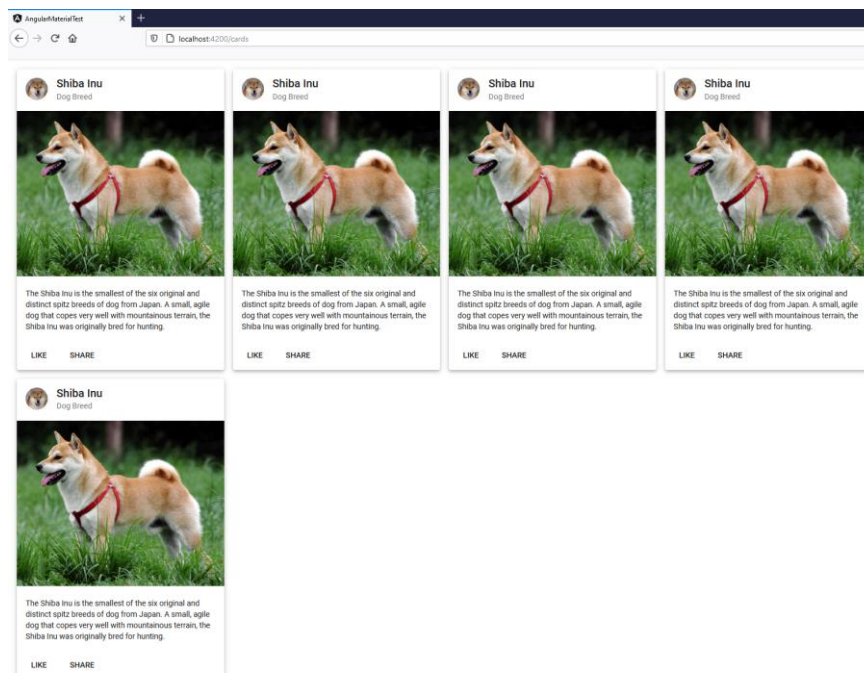 AngularMaterialTest
localhost:4200/cards
Shiba Inu
Dog Breed
Shiba Inu
Dog Breed
Shiba Inu
Dog Breed
Shiba Inu
Dog Breed
The Shiba Inu is the smallest of the six original and
distinct spitz breeds of dog from Japan. A small, agile
dog that copes very well with mountainous terrain, the
Shiba Inu was originally bred for hunting.
LIKE SHARE
The Shiba Inu is the smallest of the six original and
distinct spitz breeds of dog from Japan. A small, agile
dog that copes very well with mountainous terrain, the
Shiba Inu was originally bred for hunting.
LIKE SHARE
The Shiba Inu is the smallest of the six original and
distinct spitz breeds of dog from Japan. A small, agile
dog that copes very well with mountainous terrain, the
Shiba Inu was originally bred for hunting.
LIKE SHARE
The Shiba Inu is the smallest of the six original and
distinct spitz breeds of dog from Japan. A small, agile
dog that copes very well with mountainous terrain, the
Shiba Inu was originally bred for hunting.
LIKE SHARE
Shiba Inu
Dog Breed
The Shiba Inu is the smallest of the six original and
distinct spitz breeds of dog from Japan. A small, agile
dog that copes very well with mountainous terrain, the
Shiba Inu was originally bred for hunting.
LIKE SHARE